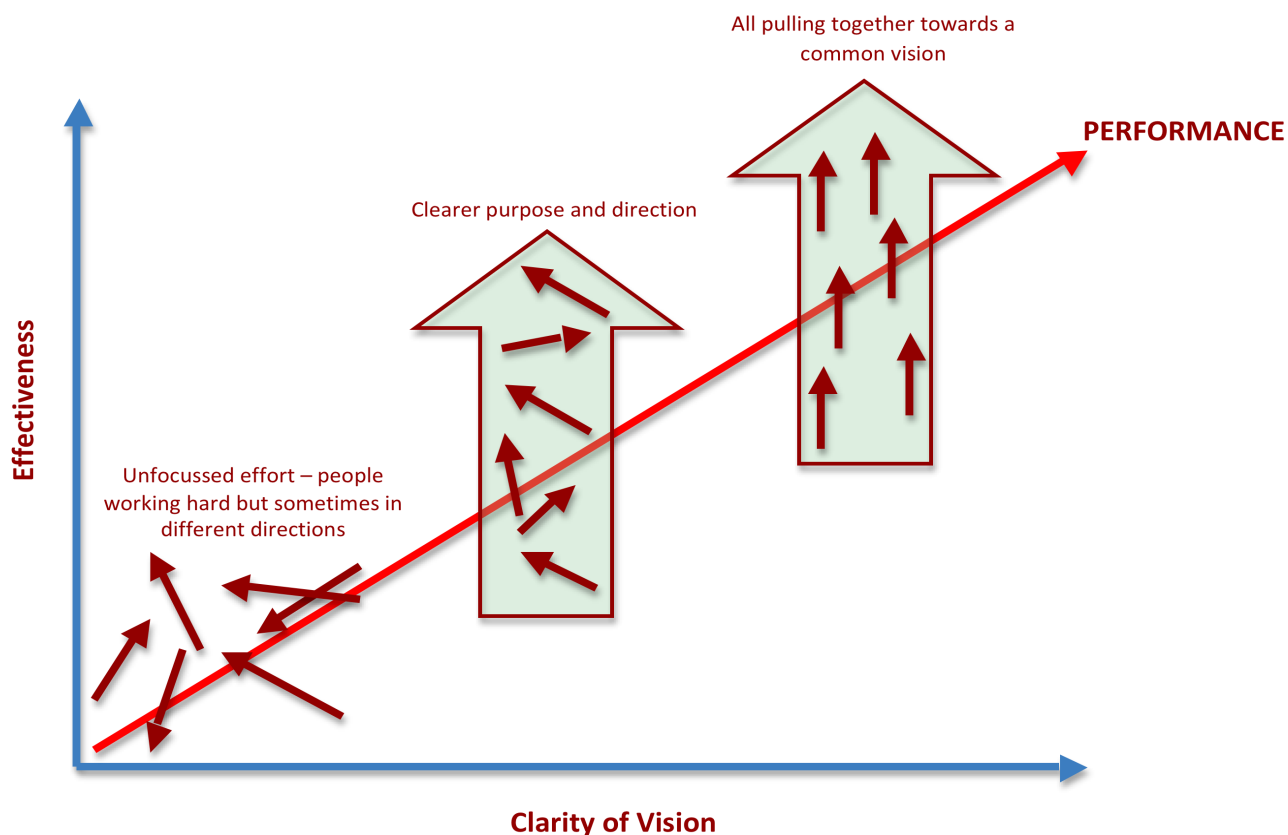 All pulling together towards a
common vision
PERFORMANCE
Clearer purpose and direction
Effectiveness
Unfocussed effort – people
working hard but sometimes in
different directions
Clarity of Vision